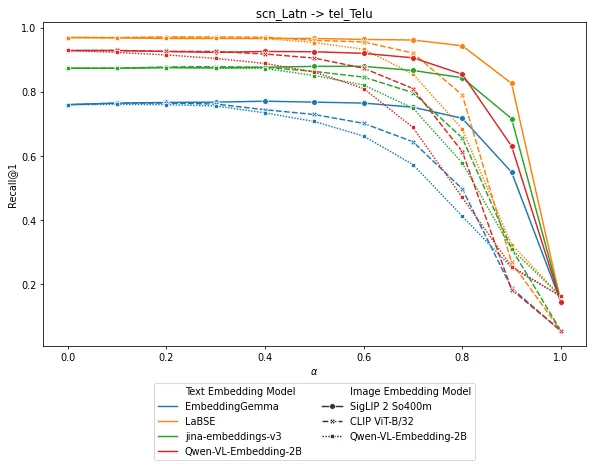 scn_Latn -> tel_Telu
1.0
0.8
0.6
0.4
0.2
Recall@1
0.0 0.2 0.4 0.6 0.8 1.0
α
Text Embedding Model Image Embedding Model
EmbeddingGemma SigLIP 2 So400m
LaBSE CLIP ViT-B/32
jina-embeddings-v3 Qwen-VL-Embedding-2B
Qwen-VL-Embedding-2B